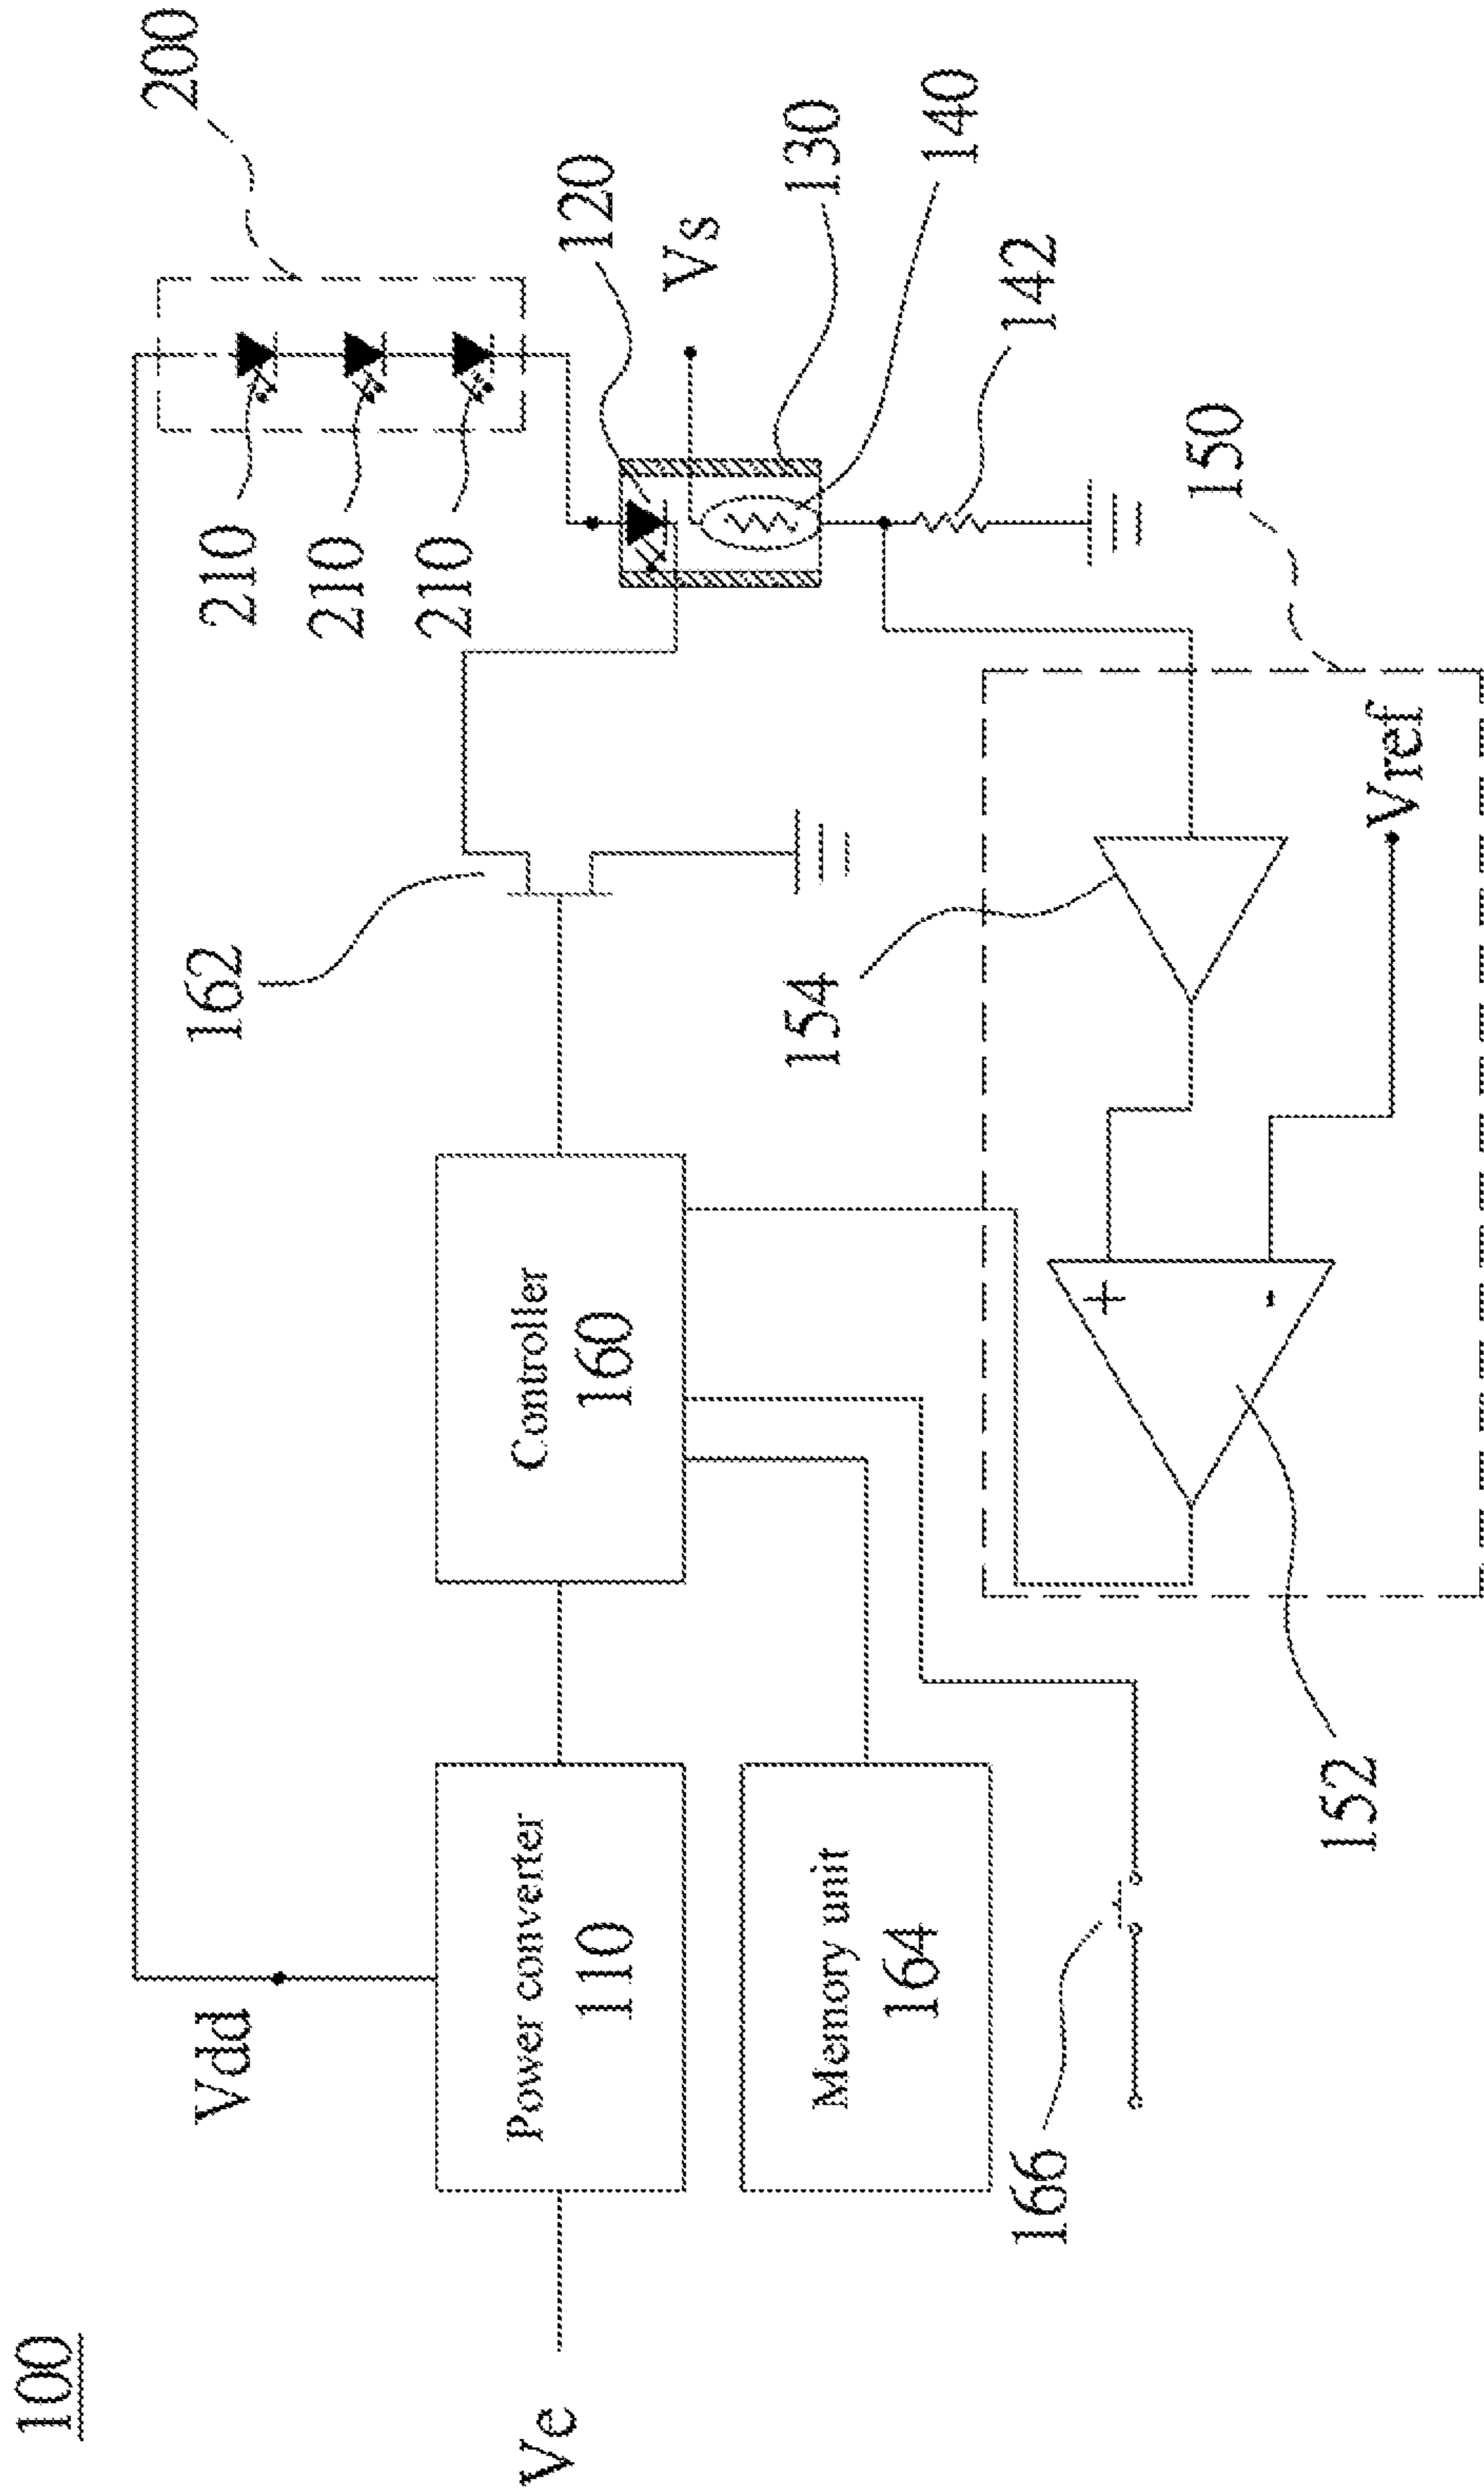 100
Ve
Vdd
Power converter
110
Memory unit
164
166
Controller
160
162
154
152
150
Vref
200
210
210
210
120
Vs
130
140
142
+
-